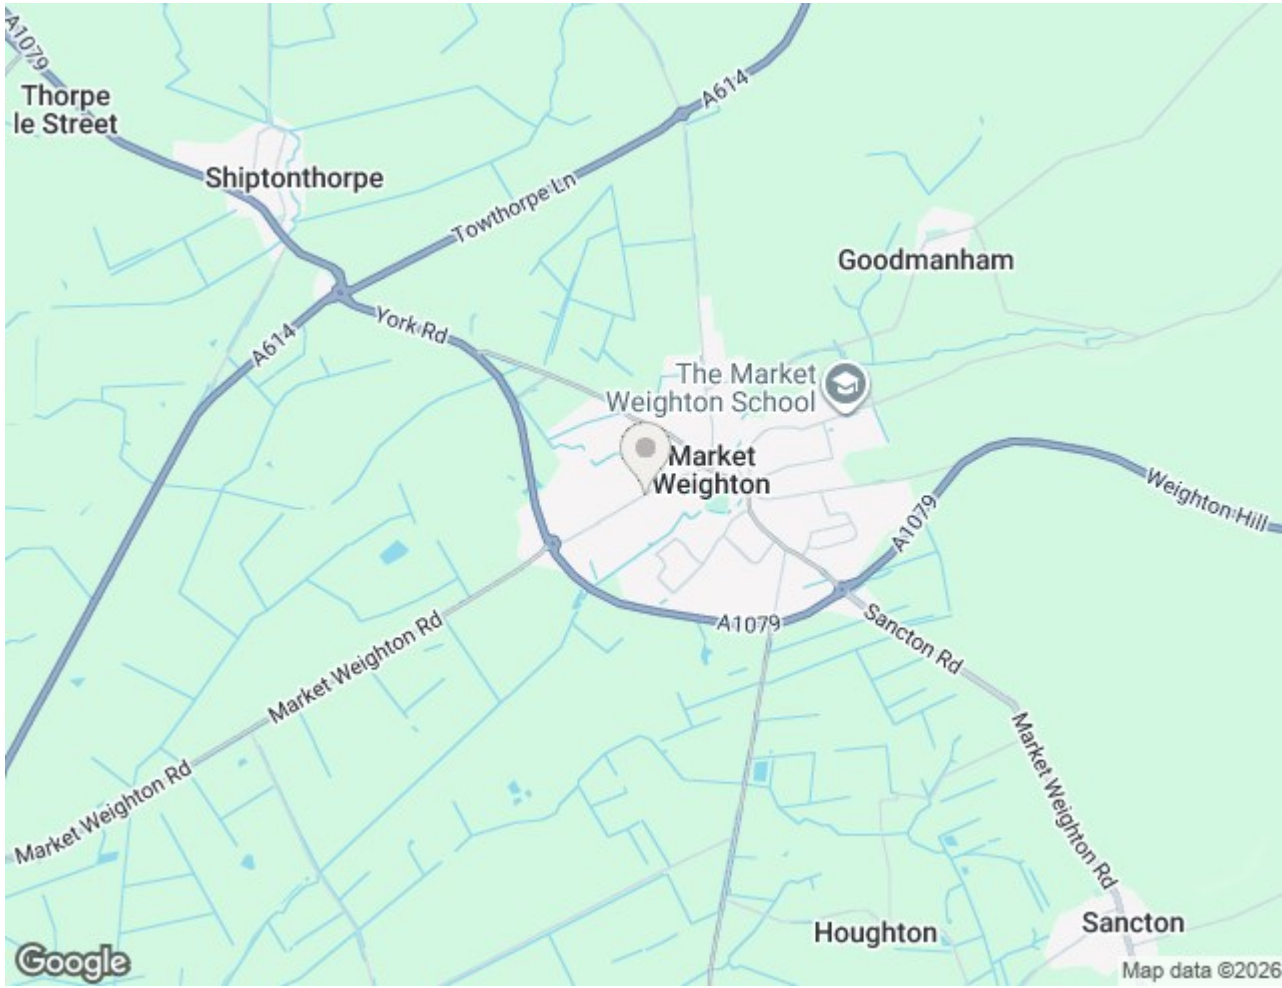 A1079
Thorpe
le Street
Shiptonthorpe
A614
Towthorpe Ln
Goodmanham
York Rd
A614
The Market
Weighton School
Market
Weighton
Weighton Hill
A1079
A1079
Sancton Rd
Market Weighton Rd
Market Weighton Rd
Market Weighton Rd
Houghton
Sancton
Google
Map data ©2026